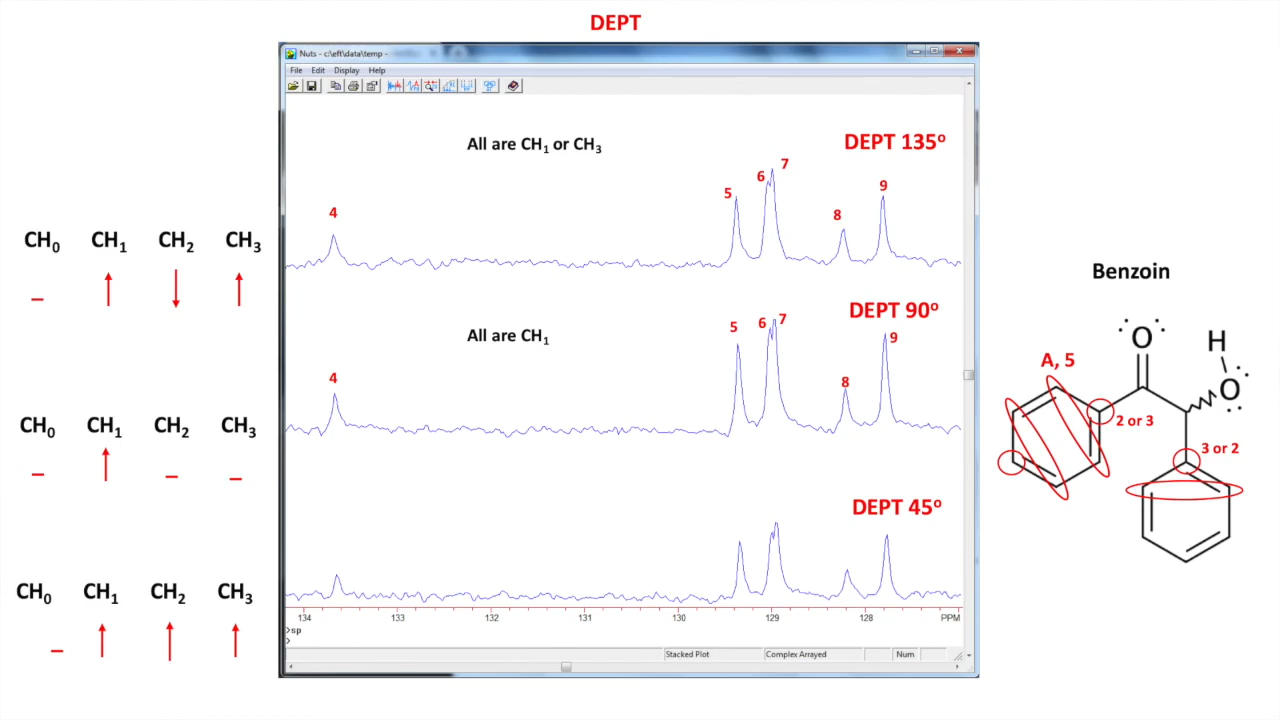 DEPT
Nuts - c:\eft\data\temp -
File Edit Display Help
All are CH₁ or CH₃
DEPT 135º
4
5
6
7
8
9
CH₀ CH₁ CH₂ CH₃
–
Benzoin
All are CH₁
DEPT 90º
4
5
6
7
8
9
O
H
O
A, 5
2 or 3
3 or 2
CH₀ CH₁ CH₂ CH₃
– – –
DEPT 45º
CH₀ CH₁ CH₂ CH₃
–
134 133 132 131 130 129 128 PPM
>sp
>
Stacked Plot Complex Arrayed Num